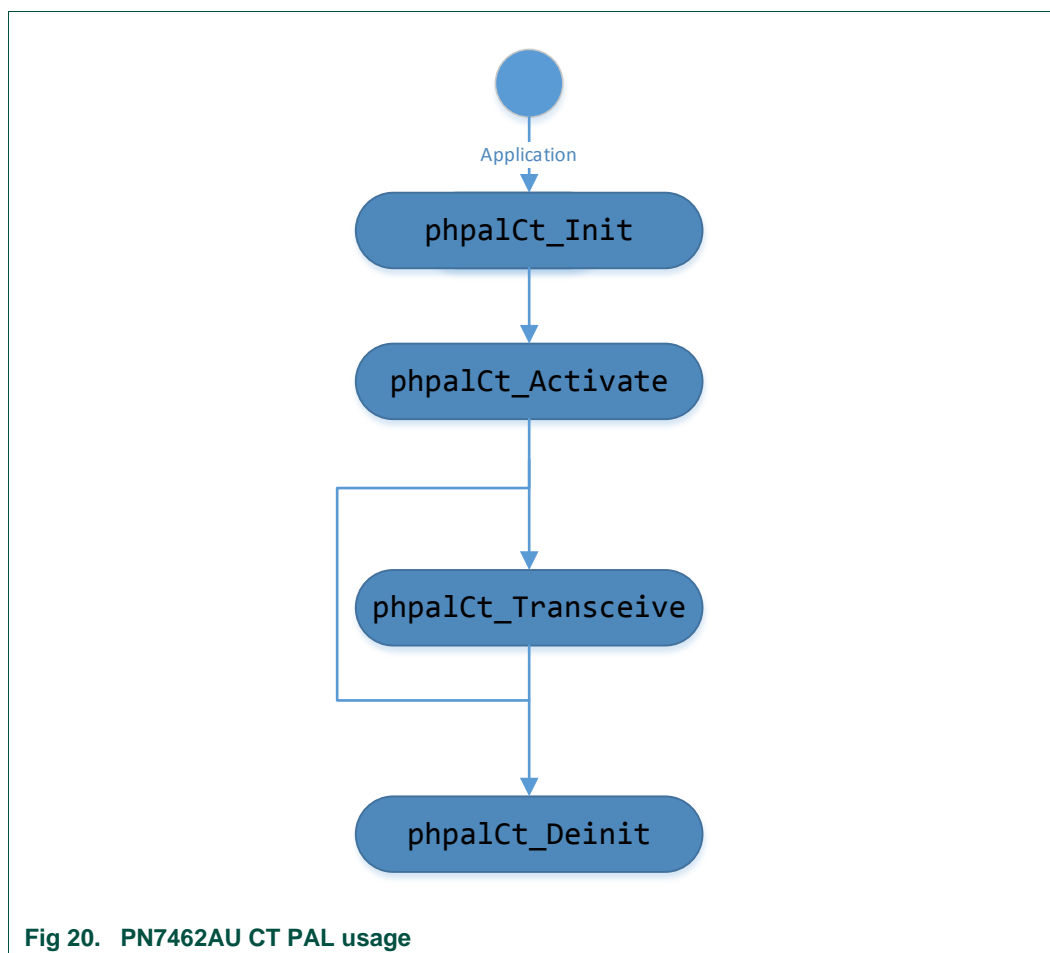 Application
phpalCt_Init
phpalCt_Activate
phpalCt_Transceive
phpalCt_Deinit
Fig 20. PN7462AU CT PAL usage